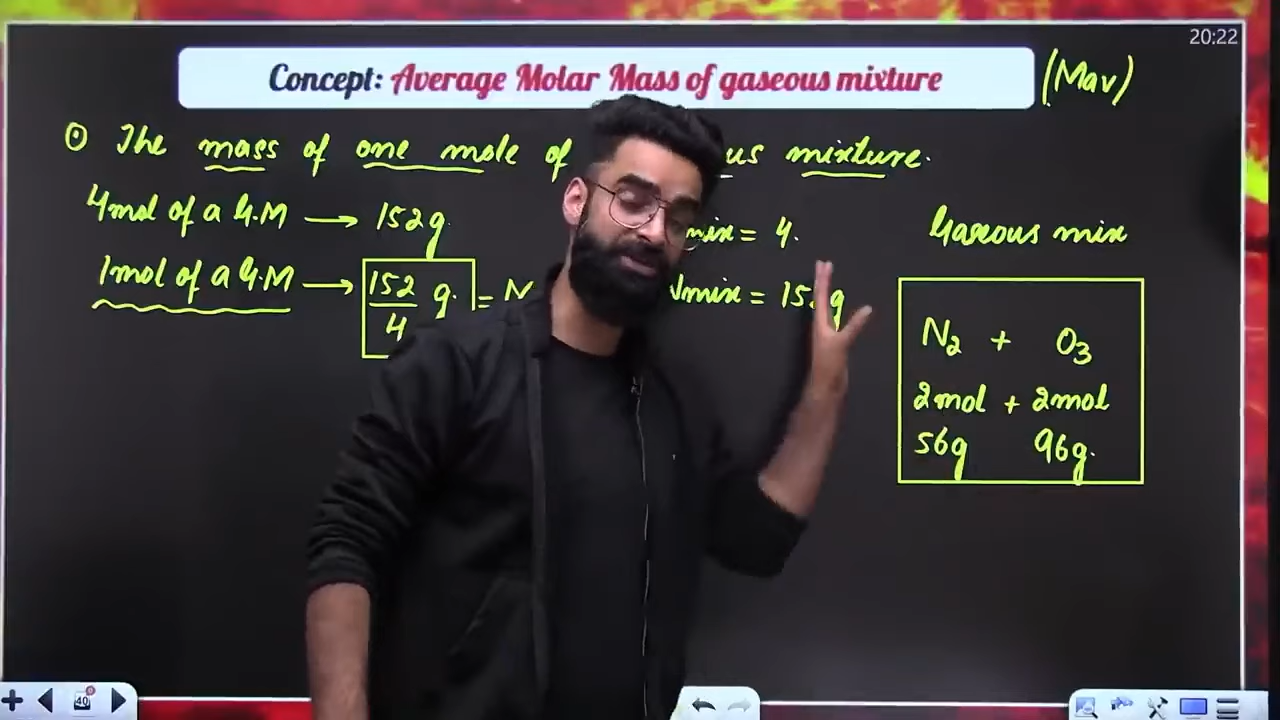 20:22
Concept: Average Molar Mass of gaseous mixture (Mav)
The mass of one mole of us mixture.
4mol of a G.M → 152g. mix = 4.
Gaseous mix
1mol of a G.M → 152/4 g. = mix = 15 g
N₂ + O₃
2mol + 2mol
56g 96g.
40